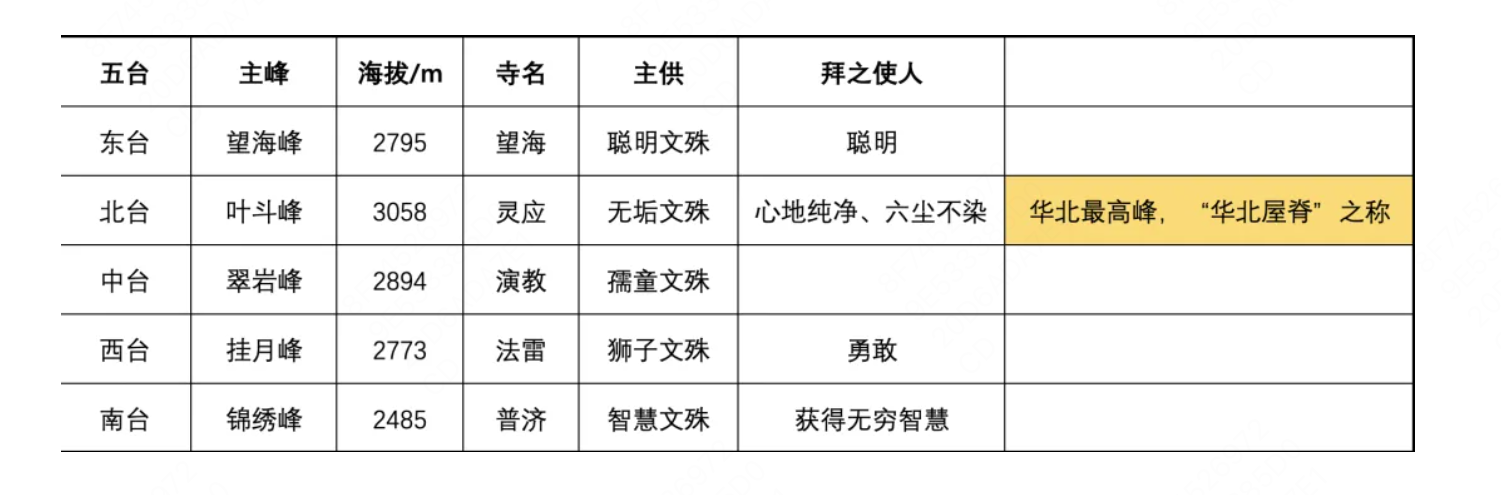 五台 主峰 海拔/m 寺名 主供 拜之使人
东台 望海峰 2795 望海 聪明文殊 聪明
北台 叶斗峰 3058 灵应 无垢文殊 心地纯净、六尘不染 华北最高峰，“华北屋脊”之称
中台 翠岩峰 2894 演教 孺童文殊
西台 挂月峰 2773 法雷 狮子文殊 勇敢
南台 锦绣峰 2485 普济 智慧文殊 获得无穷智慧